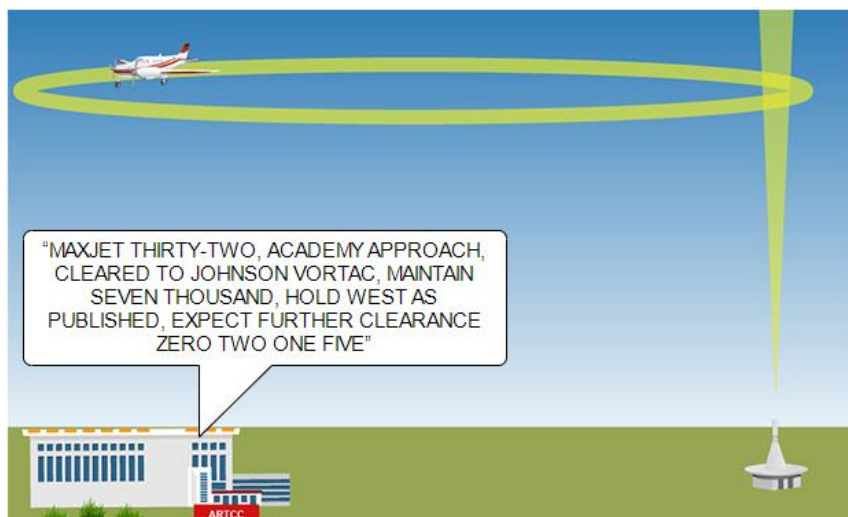 “MAXJET THIRTY-TWO, ACADEMY APPROACH,
CLEARED TO JOHNSON VORTAC, MAINTAIN
SEVEN THOUSAND, HOLD WEST AS
PUBLISHED, EXPECT FURTHER CLEARANCE
ZERO TWO ONE FIVE”
ARTCC